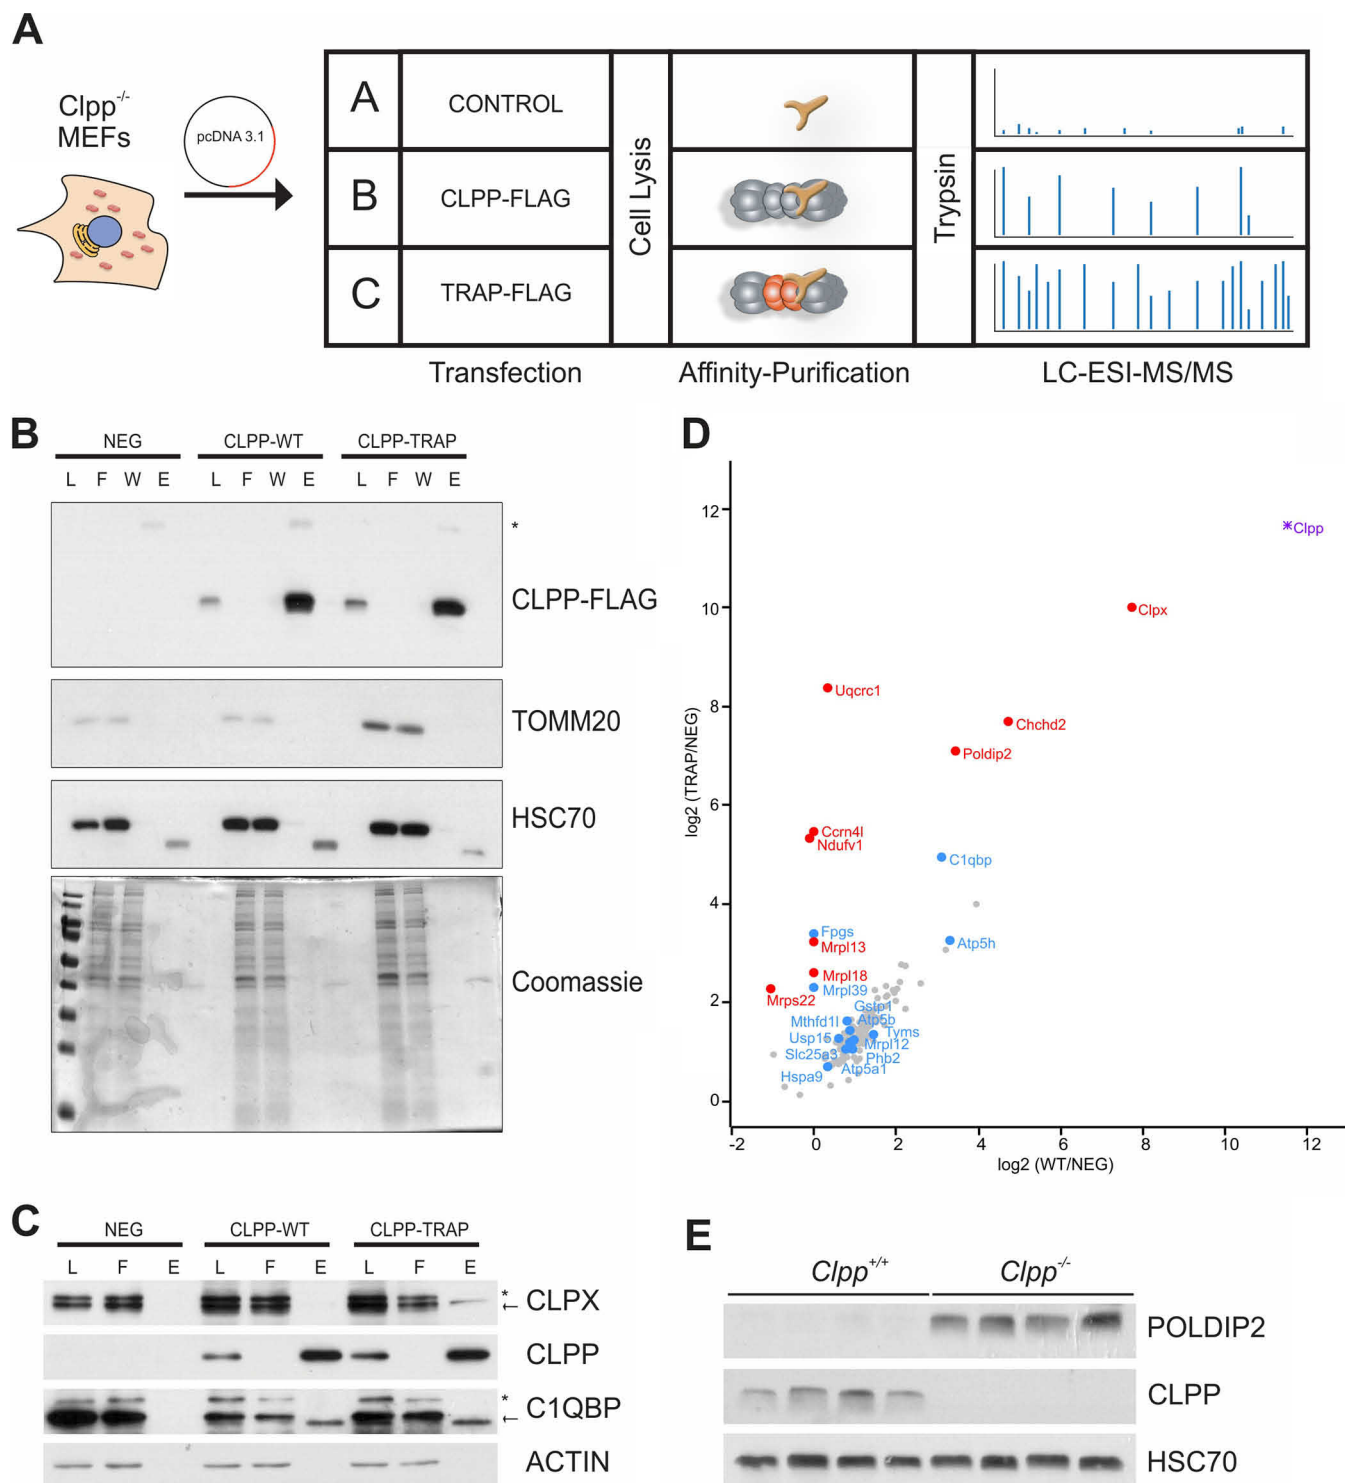 A
Clpp-/-
MEFs
pcDNA 3.1
A
CONTROL
B
CLPP-FLAG
C
TRAP-FLAG
Cell Lysis
Trypsin
Transfection
Affinity-Purification
LC-ESI-MS/MS
B
NEG CLPP-WT CLPP-TRAP
L F W E L F W E L F W E
*
CLPP-FLAG
TOMM20
HSC70
Coomassie
C
NEG CLPP-WT CLPP-TRAP
L F E L F E L F E
*
← CLPX
CLPP
*
← C1QBP
ACTIN
D
log2 (TRAP/NEG)
12
10
8
6
4
2
0
-2 0 2 4 6 8 10 12
log2 (WT/NEG)
*Clpp
Clpx
Uqcrc1
Chchd2
Poldip2
Ccrn4l
Ndufv1
C1qbp
Fpgs
Mrpl13
Atp5h
Mrpl18
Mrpl39
Mrps22
Gstp1
Mthfd1l
Atp5b
Usp15
Tyms
Mrpl12
Slc25a3
Phb2
Atp5a1
Hspa9
E
Clpp+/+ Clpp-/-
POLDIP2
CLPP
HSC70